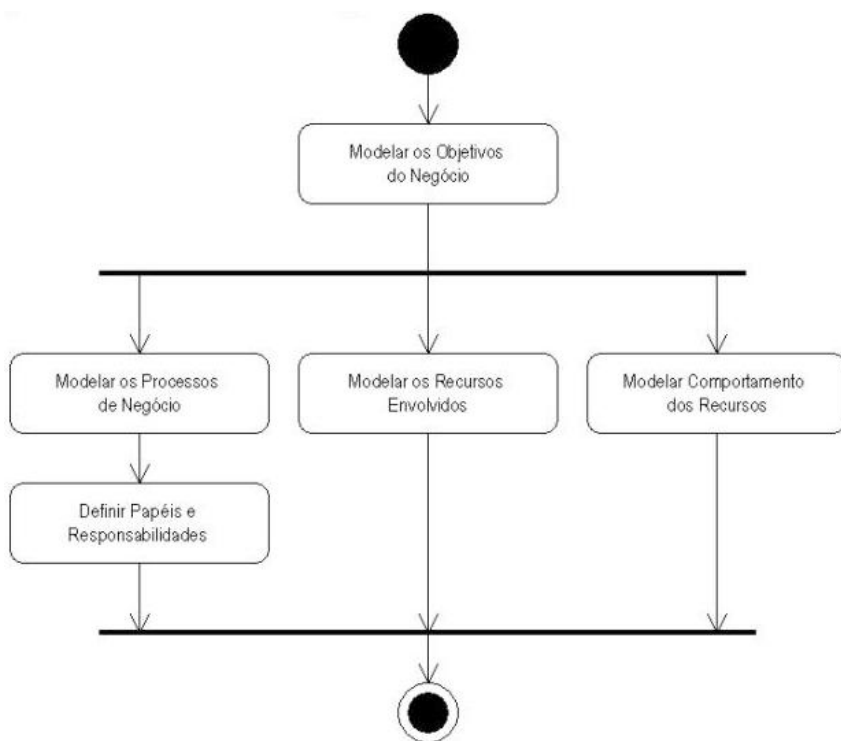 Modelar os Objetivos
do Negócio
Modelar os Processos
de Negócio
Modelar os Recursos
Envolvidos
Modelar Comportamento
dos Recursos
Definir Papéis e
Responsabilidades